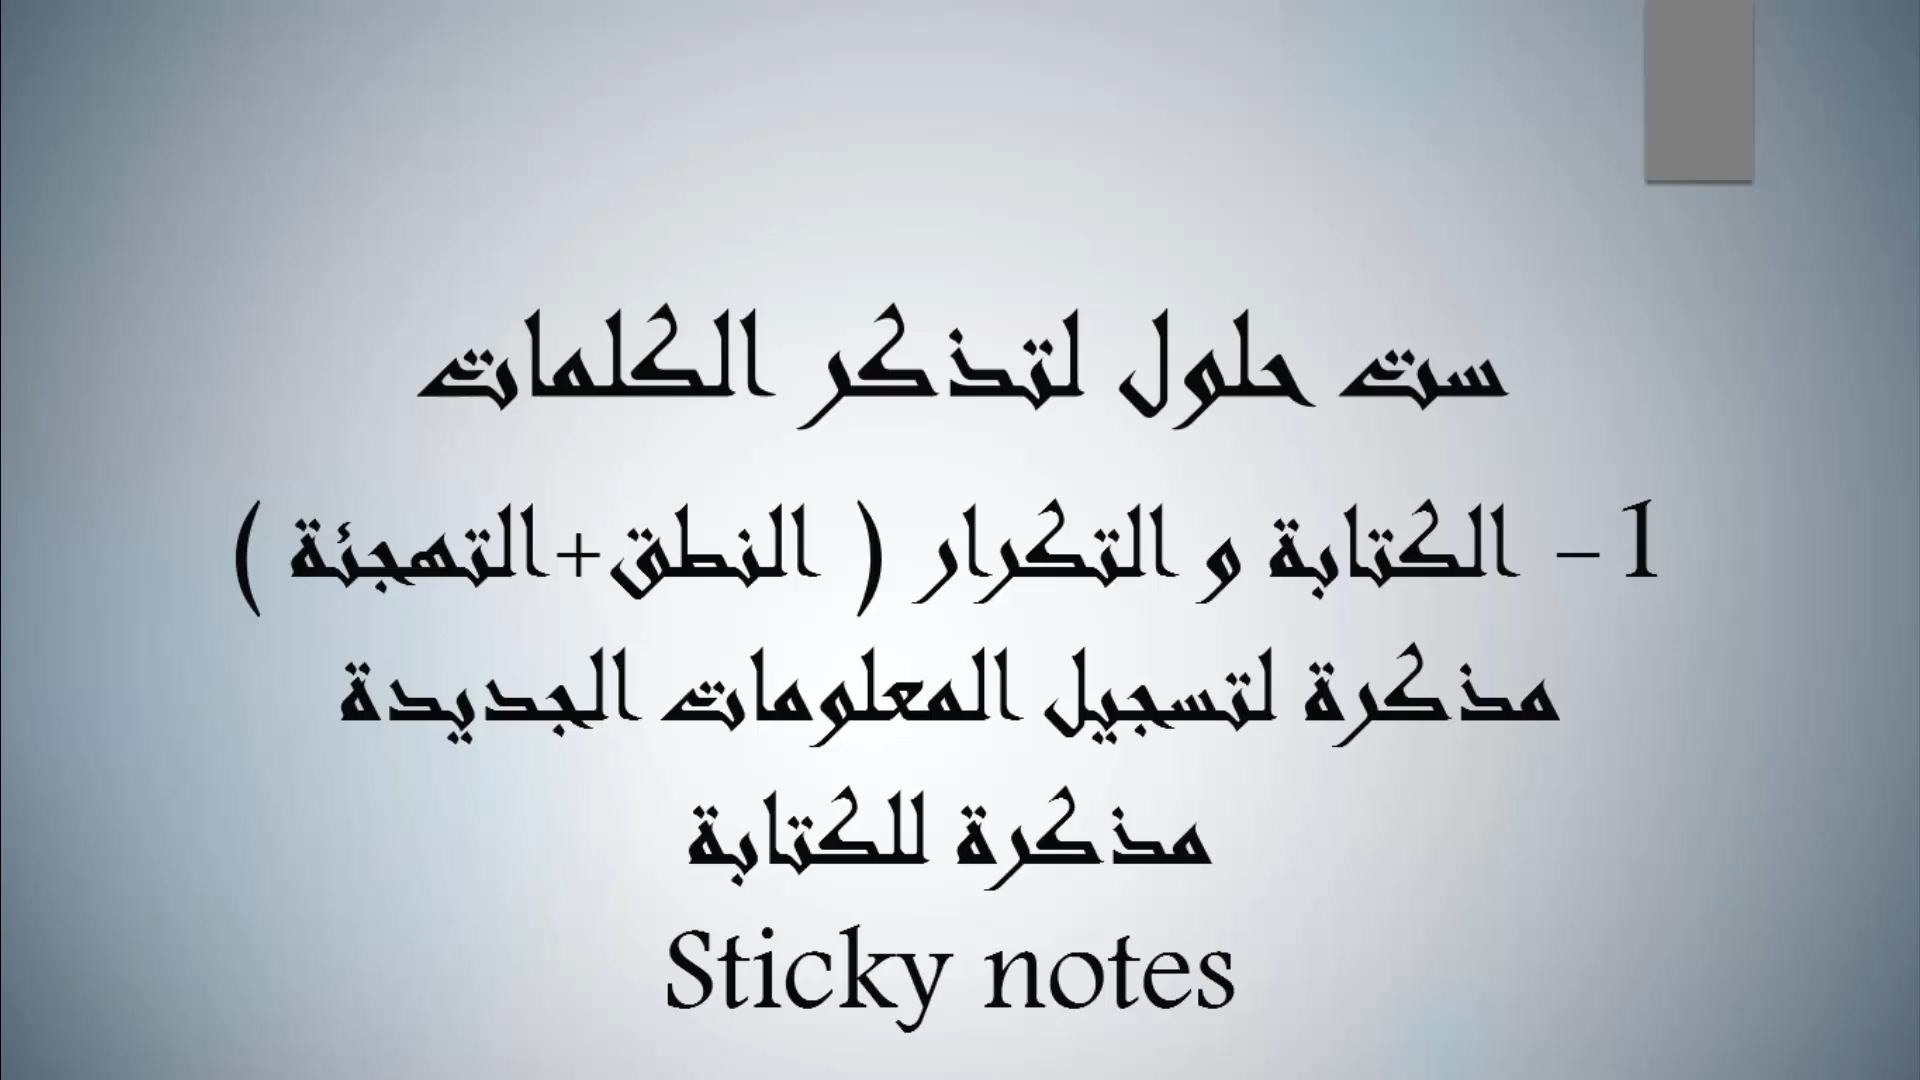 ست حلول لتذكر الكلمات
1- الكتابة و التكرار ( النطق+التهجئة )
مذكرة لتسجيل المعلومات الجديدة
مذكرة للكتابة
Sticky notes